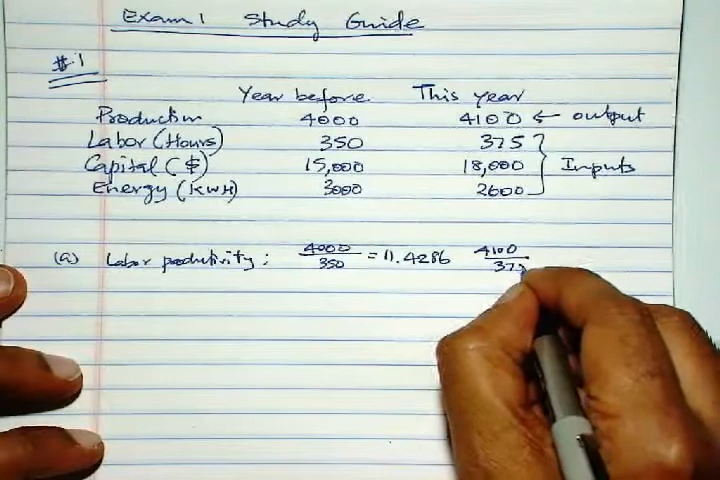 Exam 1 Study Guide
#1
Year before This year
Production 4000 4100 ← output
Labor (Hours) 350 375
Capital ($) 15,000 18,000 Inputs
Energy (KWH) 3000 2600
(a) Labor productivity: 4000/350 = 11.4286 4100/375